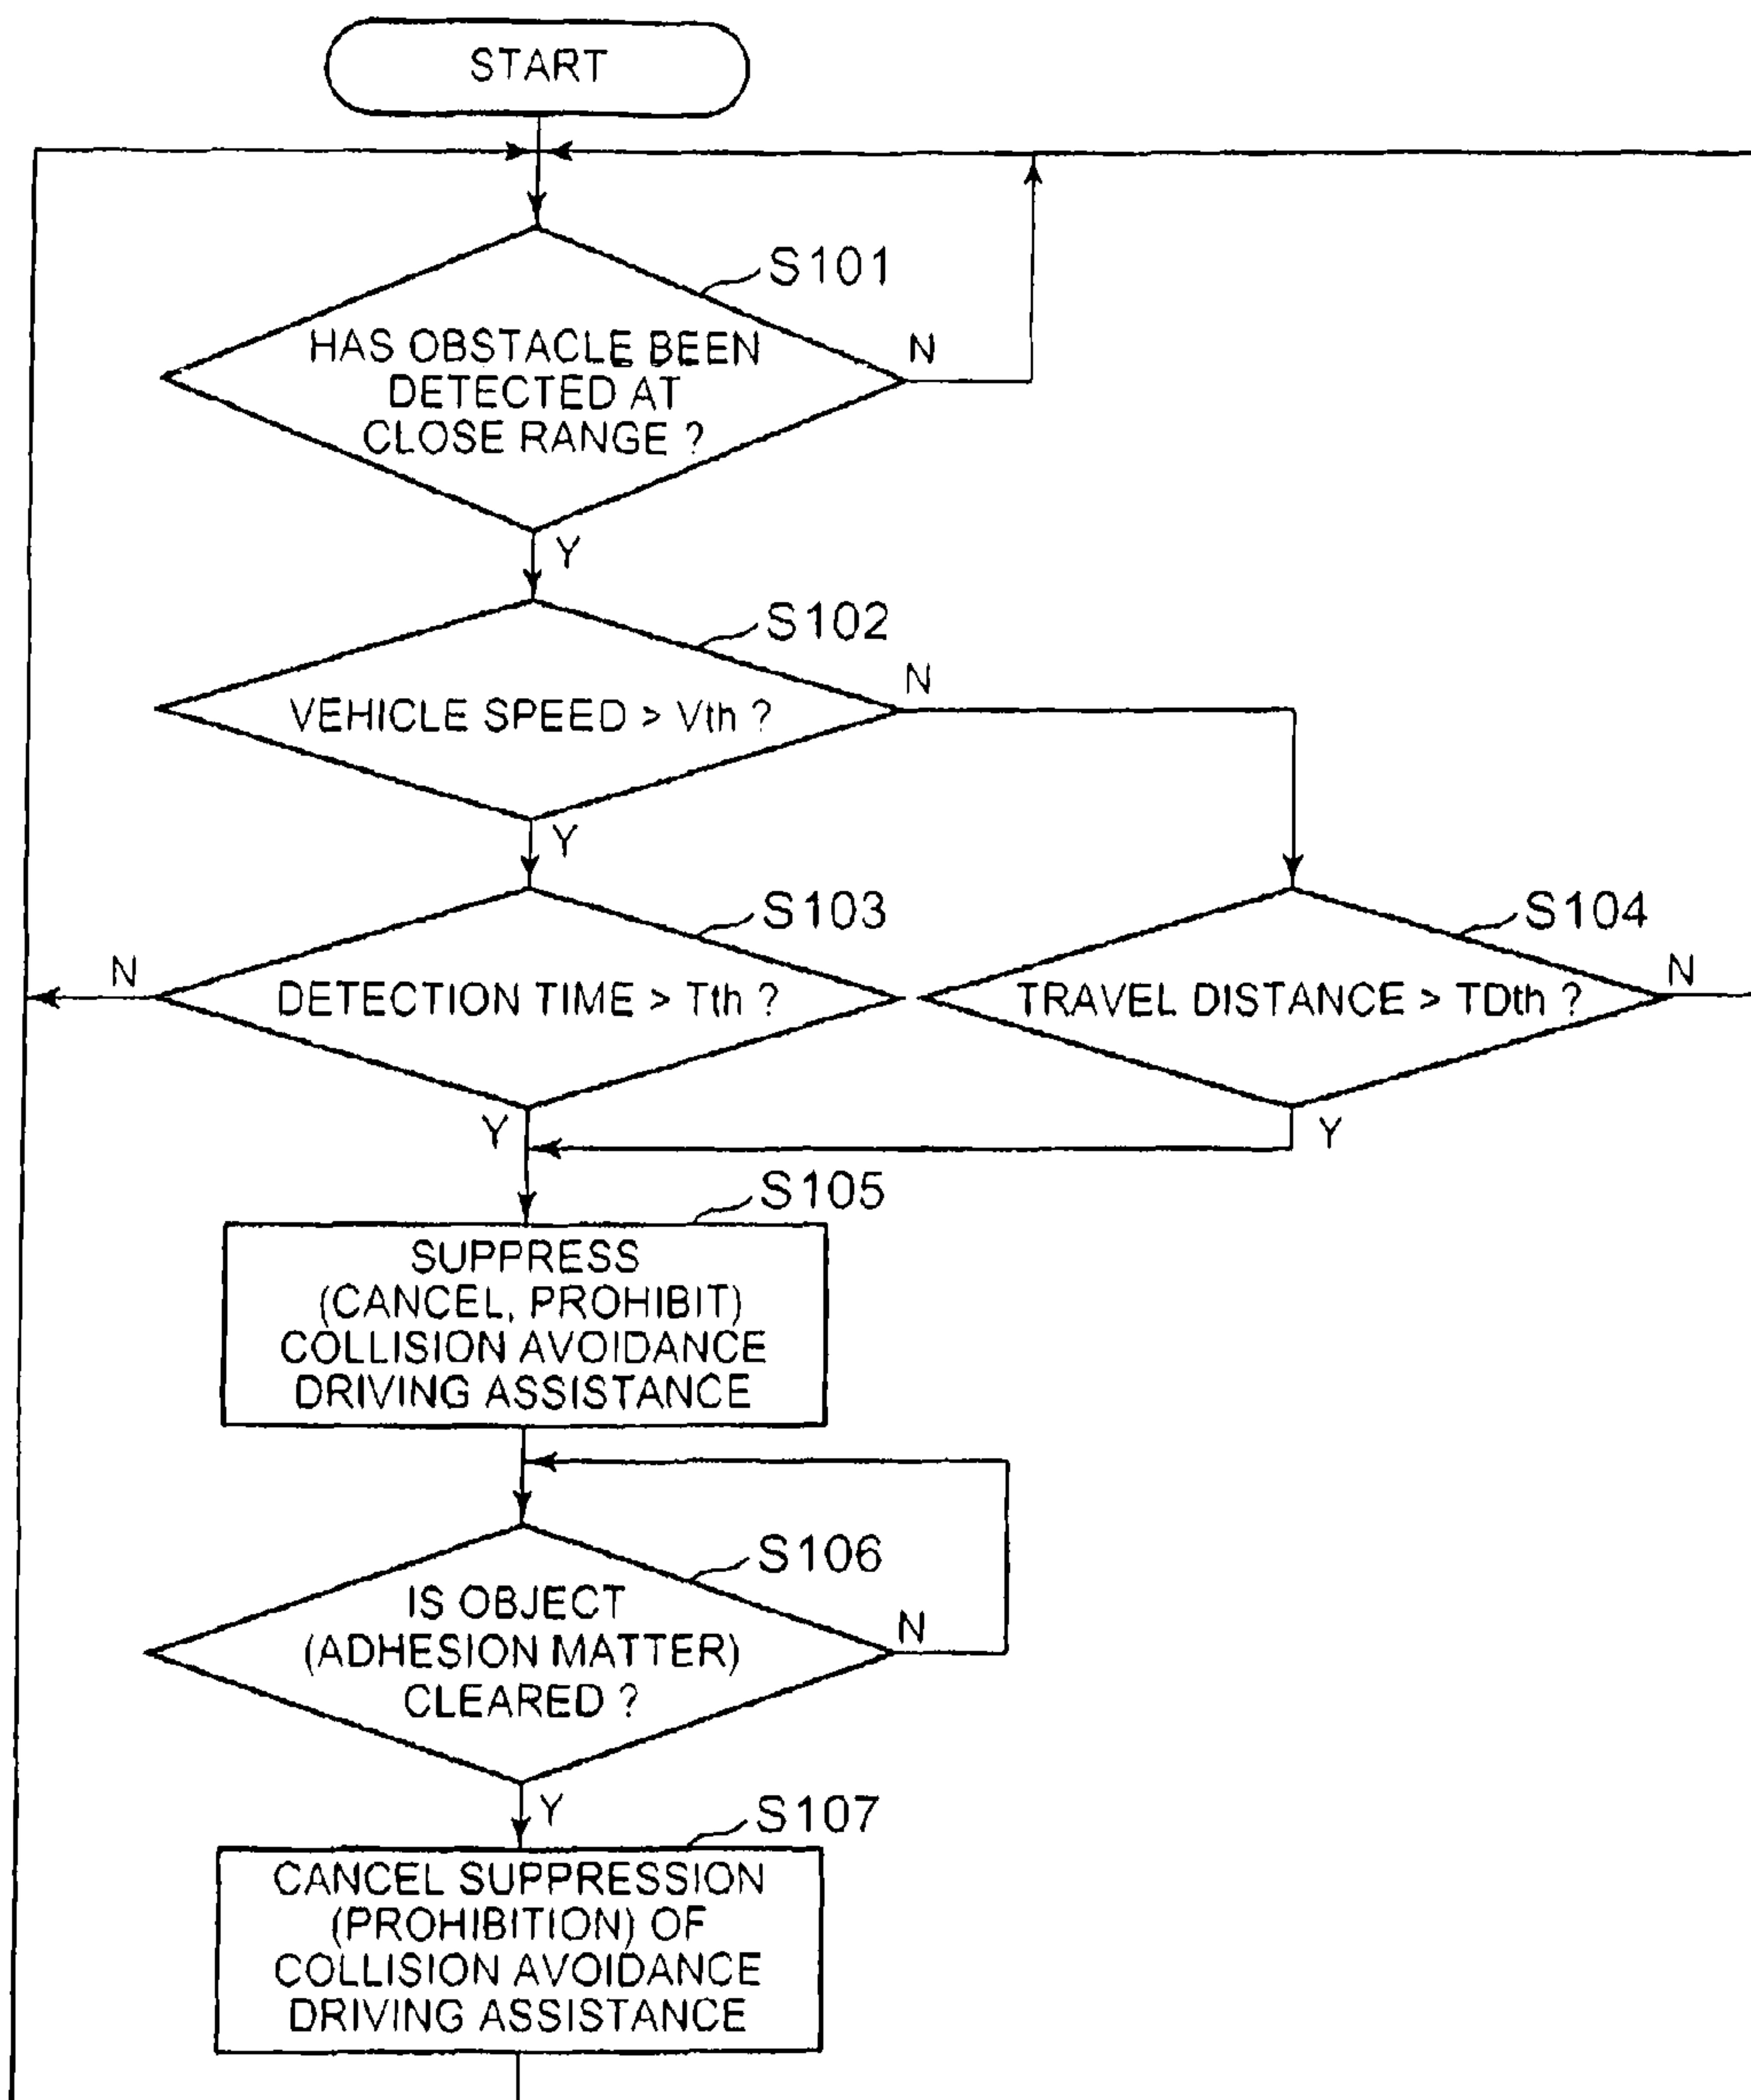 START
S101
HAS OBSTACLE BEEN
DETECTED AT
CLOSE RANGE ?
N
Y
S102
VEHICLE SPEED > Vth ?
N
Y
S103
DETECTION TIME > Tth ?
N
Y
S104
TRAVEL DISTANCE > TDth ?
N
Y
S105
SUPPRESS
(CANCEL, PROHIBIT)
COLLISION AVOIDANCE
DRIVING ASSISTANCE
S106
IS OBJECT
(ADHESION MATTER)
CLEARED ?
N
Y
S107
CANCEL SUPPRESSION
(PROHIBITION) OF
COLLISION AVOIDANCE
DRIVING ASSISTANCE